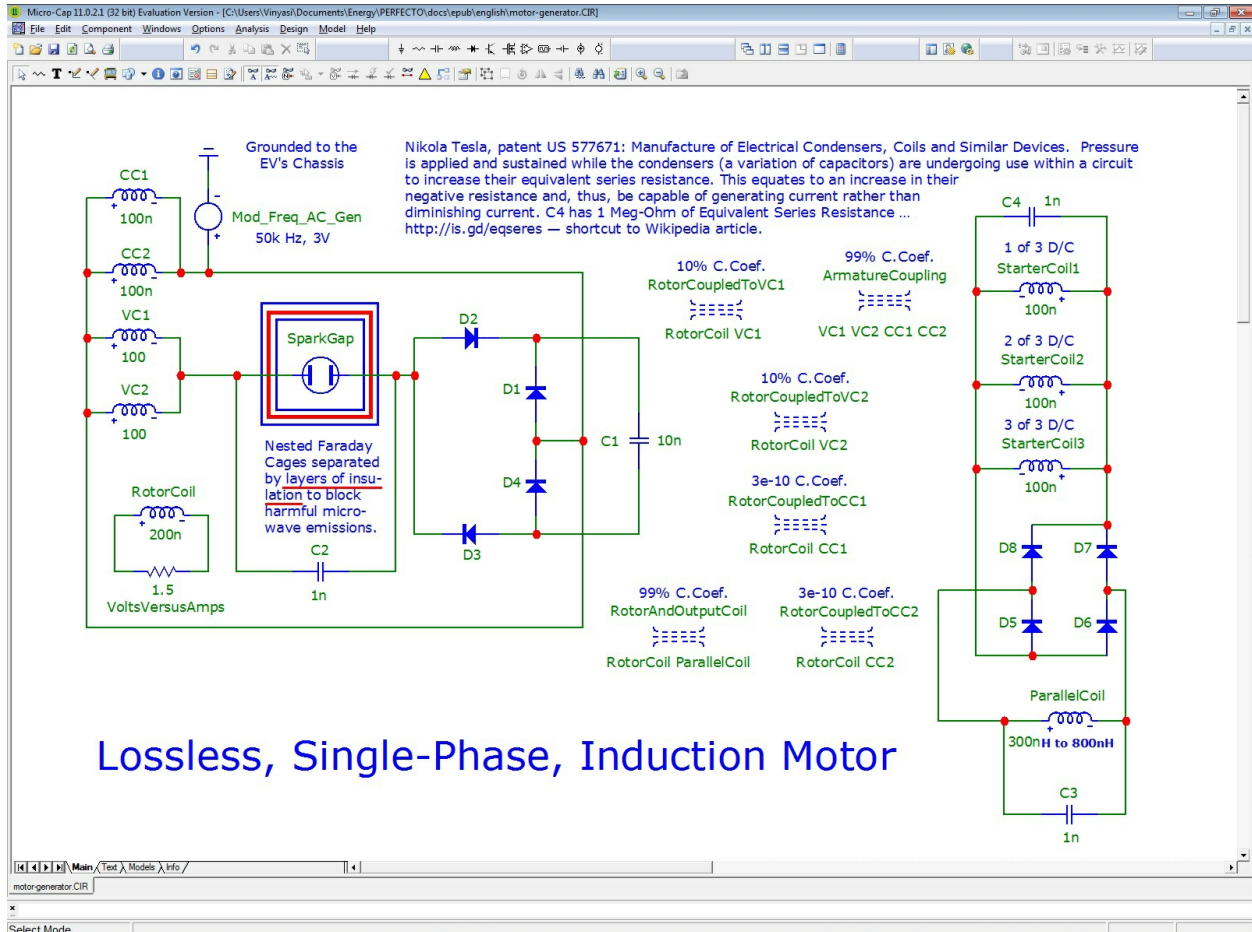 Micro-Cap 11.0.2.1 (32 bit) Evaluation Version - [C:\Users\Vinyasi\Documents\Energy\PERFECTO\docs\epub\english\motor-generator.CIR]
File Edit Component Windows Options Analysis Design Model Help
Grounded to the
EV's Chassis
Nikola Tesla, patent US 577671: Manufacture of Electrical Condensers, Coils and Similar Devices. Pressure
is applied and sustained while the condensers (a variation of capacitors) are undergoing use within a circuit
to increase their equivalent series resistance. This equates to an increase in their
negative resistance and, thus, be capable of generating current rather than
diminishing current. C4 has 1 Meg-Ohm of Equivalent Series Resistance ...
http://is.gd/eqseres — shortcut to Wikipedia article.
CC1
100n
Mod_Freq_AC_Gen
50k Hz, 3V
CC2
100n
VC1
100
VC2
100
SparkGap
Nested Faraday
Cages separated
by layers of insu-
lation to block
harmful micro-
wave emissions.
C2
1n
RotorCoil
200n
1.5
VoltsVersusAmps
D2
D1
D4
D3
C1 10n
10% C.Coef.
RotorCoupledToVC1
RotorCoil VC1
99% C.Coef.
ArmatureCoupling
VC1 VC2 CC1 CC2
10% C.Coef.
RotorCoupledToVC2
RotorCoil VC2
3e-10 C.Coef.
RotorCoupledToCC1
RotorCoil CC1
99% C.Coef.
RotorAndOutputCoil
RotorCoil ParallelCoil
3e-10 C.Coef.
RotorCoupledToCC2
RotorCoil CC2
C4 1n
1 of 3 D/C
StarterCoil1
100n
2 of 3 D/C
StarterCoil2
100n
3 of 3 D/C
StarterCoil3
100n
D8 D7
D5 D6
ParallelCoil
300nH to 800nH
C3
1n
Lossless, Single-Phase, Induction Motor
Main Text Models Info
motor-generator.CIR
Select Mode